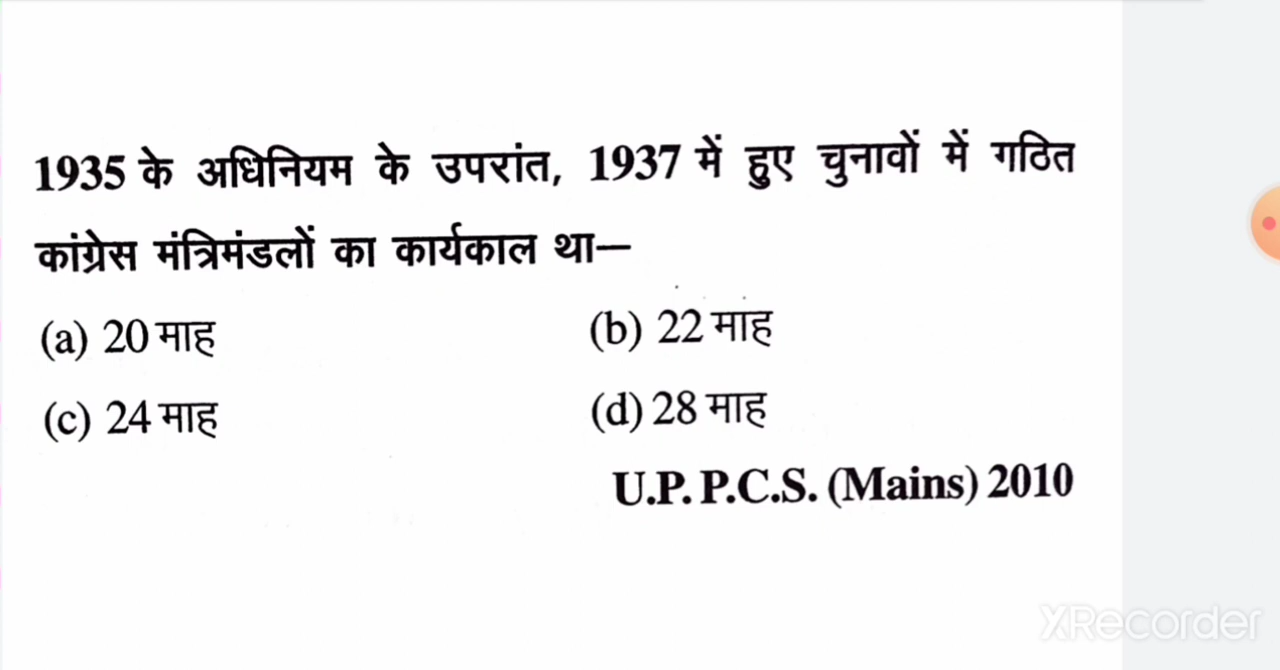 1935 के अधिनियम के उपरांत, 1937 में हुए चुनावों में गठित
कांग्रेस मंत्रिमंडलों का कार्यकाल था—
(a) 20 माह (b) 22 माह
(c) 24 माह (d) 28 माह
U.P. P.C.S. (Mains) 2010
XRecorder